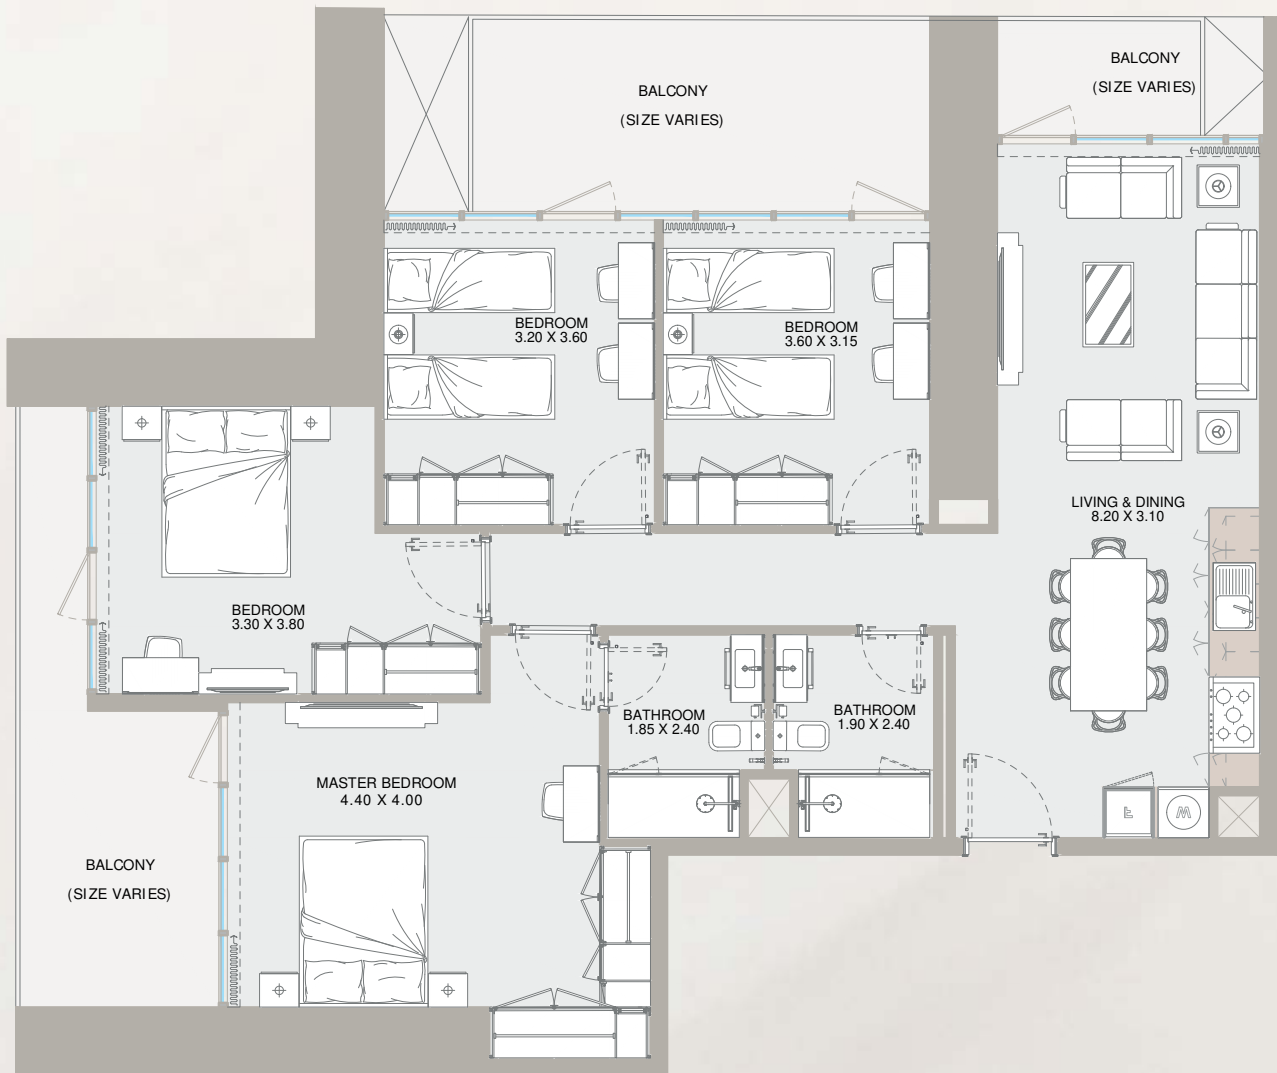 BALCONY
(SIZE VARIES)
BALCONY
(SIZE VARIES)
BEDROOM
3.20 X 3.60
BEDROOM
3.60 X 3.15
LIVING & DINING
8.20 X 3.10
BEDROOM
3.30 X 3.80
BATHROOM
1.85 X 2.40
BATHROOM
1.90 X 2.40
MASTER BEDROOM
4.40 X 4.00
BALCONY
(SIZE VARIES)
E
W